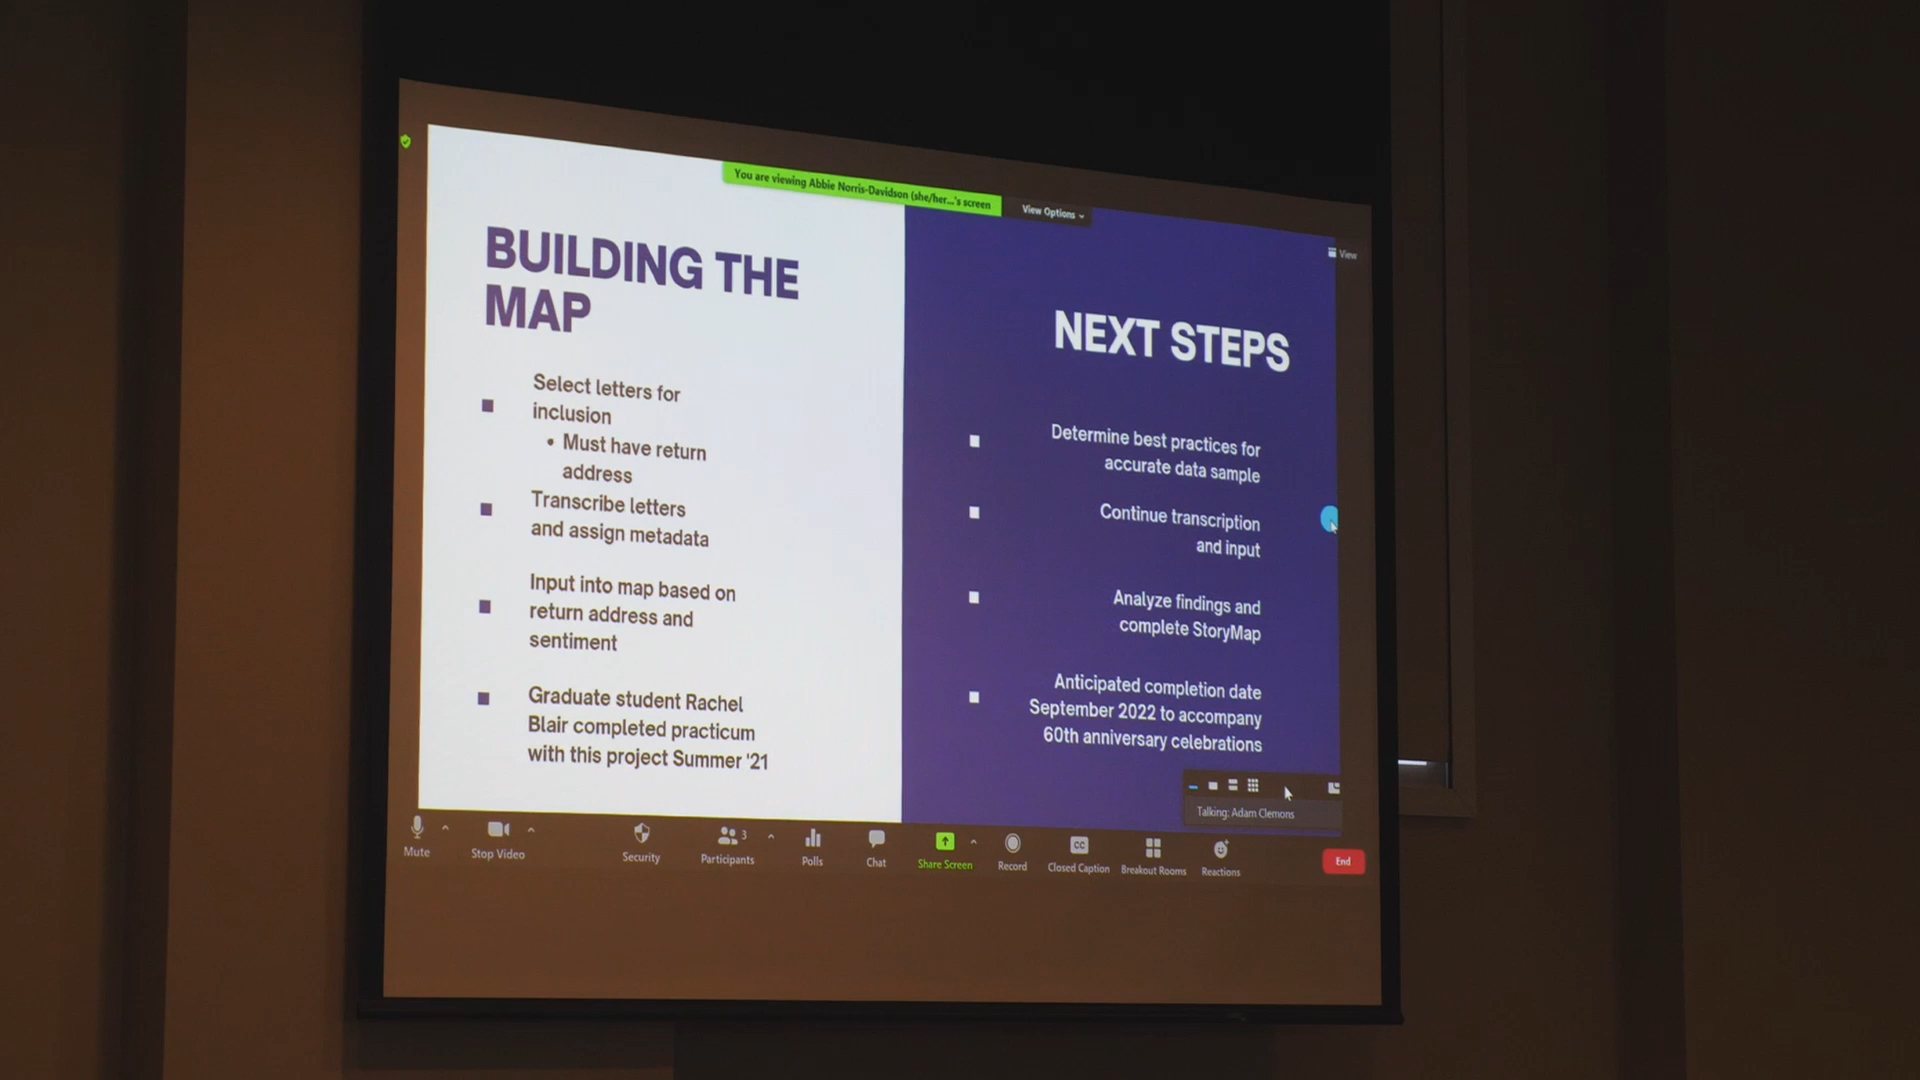 You are viewing Abbie Norris-Davidson (she/her...'s screen
View Options
View
BUILDING THE
MAP
Select letters for
inclusion
• Must have return
address
Transcribe letters
and assign metadata
Input into map based on
return address and
sentiment
Graduate student Rachel
Blair completed practicum
with this project Summer '21
NEXT STEPS
Determine best practices for
accurate data sample
Continue transcription
and input
Analyze findings and
complete StoryMap
Anticipated completion date
September 2022 to accompany
60th anniversary celebrations
Talking: Adam Clemons
Mute
Stop Video
Security
Participants 3
Polls
Chat
Share Screen
Record
CC
Closed Caption
Breakout Rooms
Reactions
End